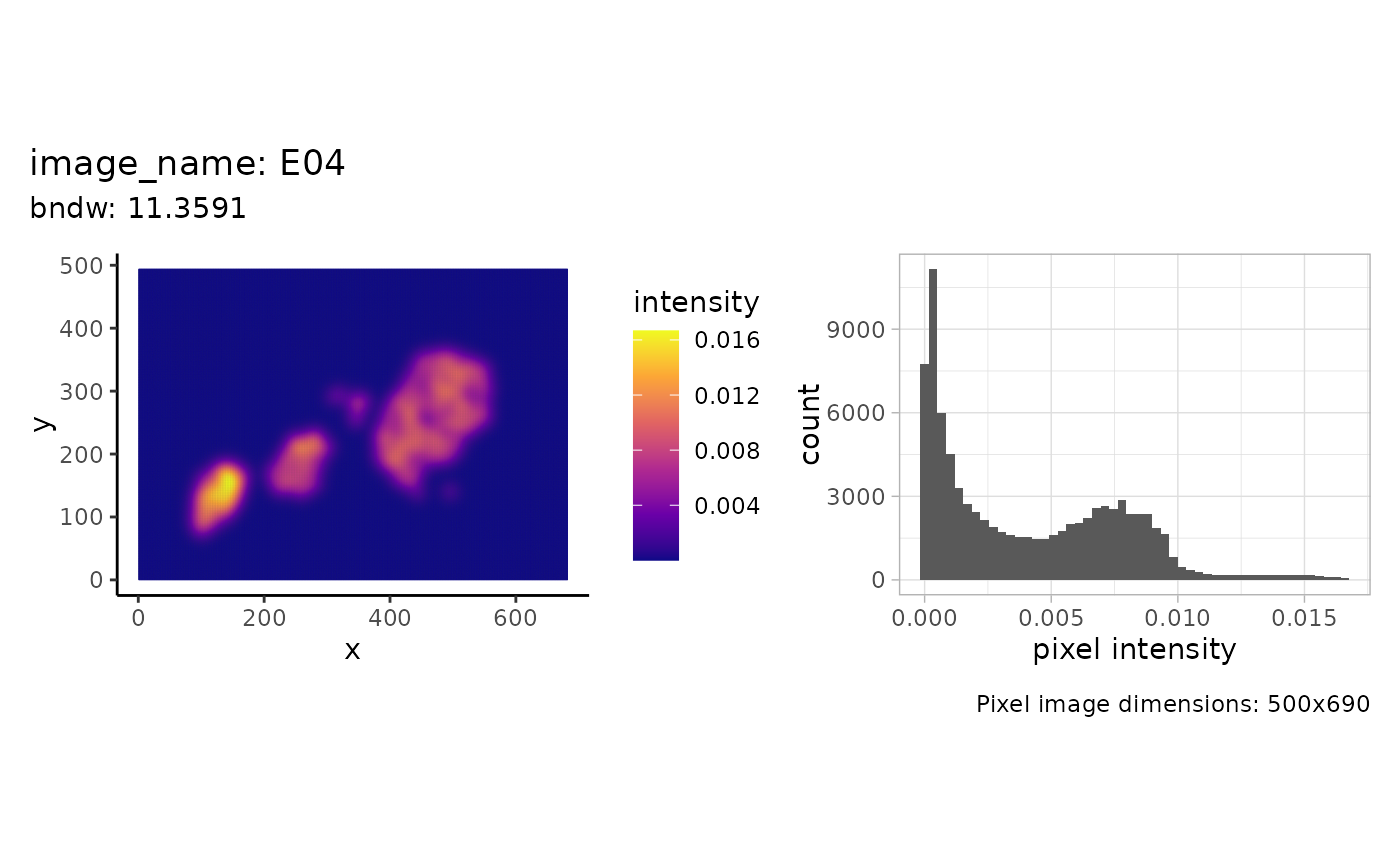 image_name: E04
bndw: 11.3591
500
400
300
200
100
0
y
0 200 400 600
x
intensity
0.016
0.012
0.008
0.004
9000
6000
3000
0
count
0.000 0.005 0.010 0.015
pixel intensity
Pixel image dimensions: 500x690